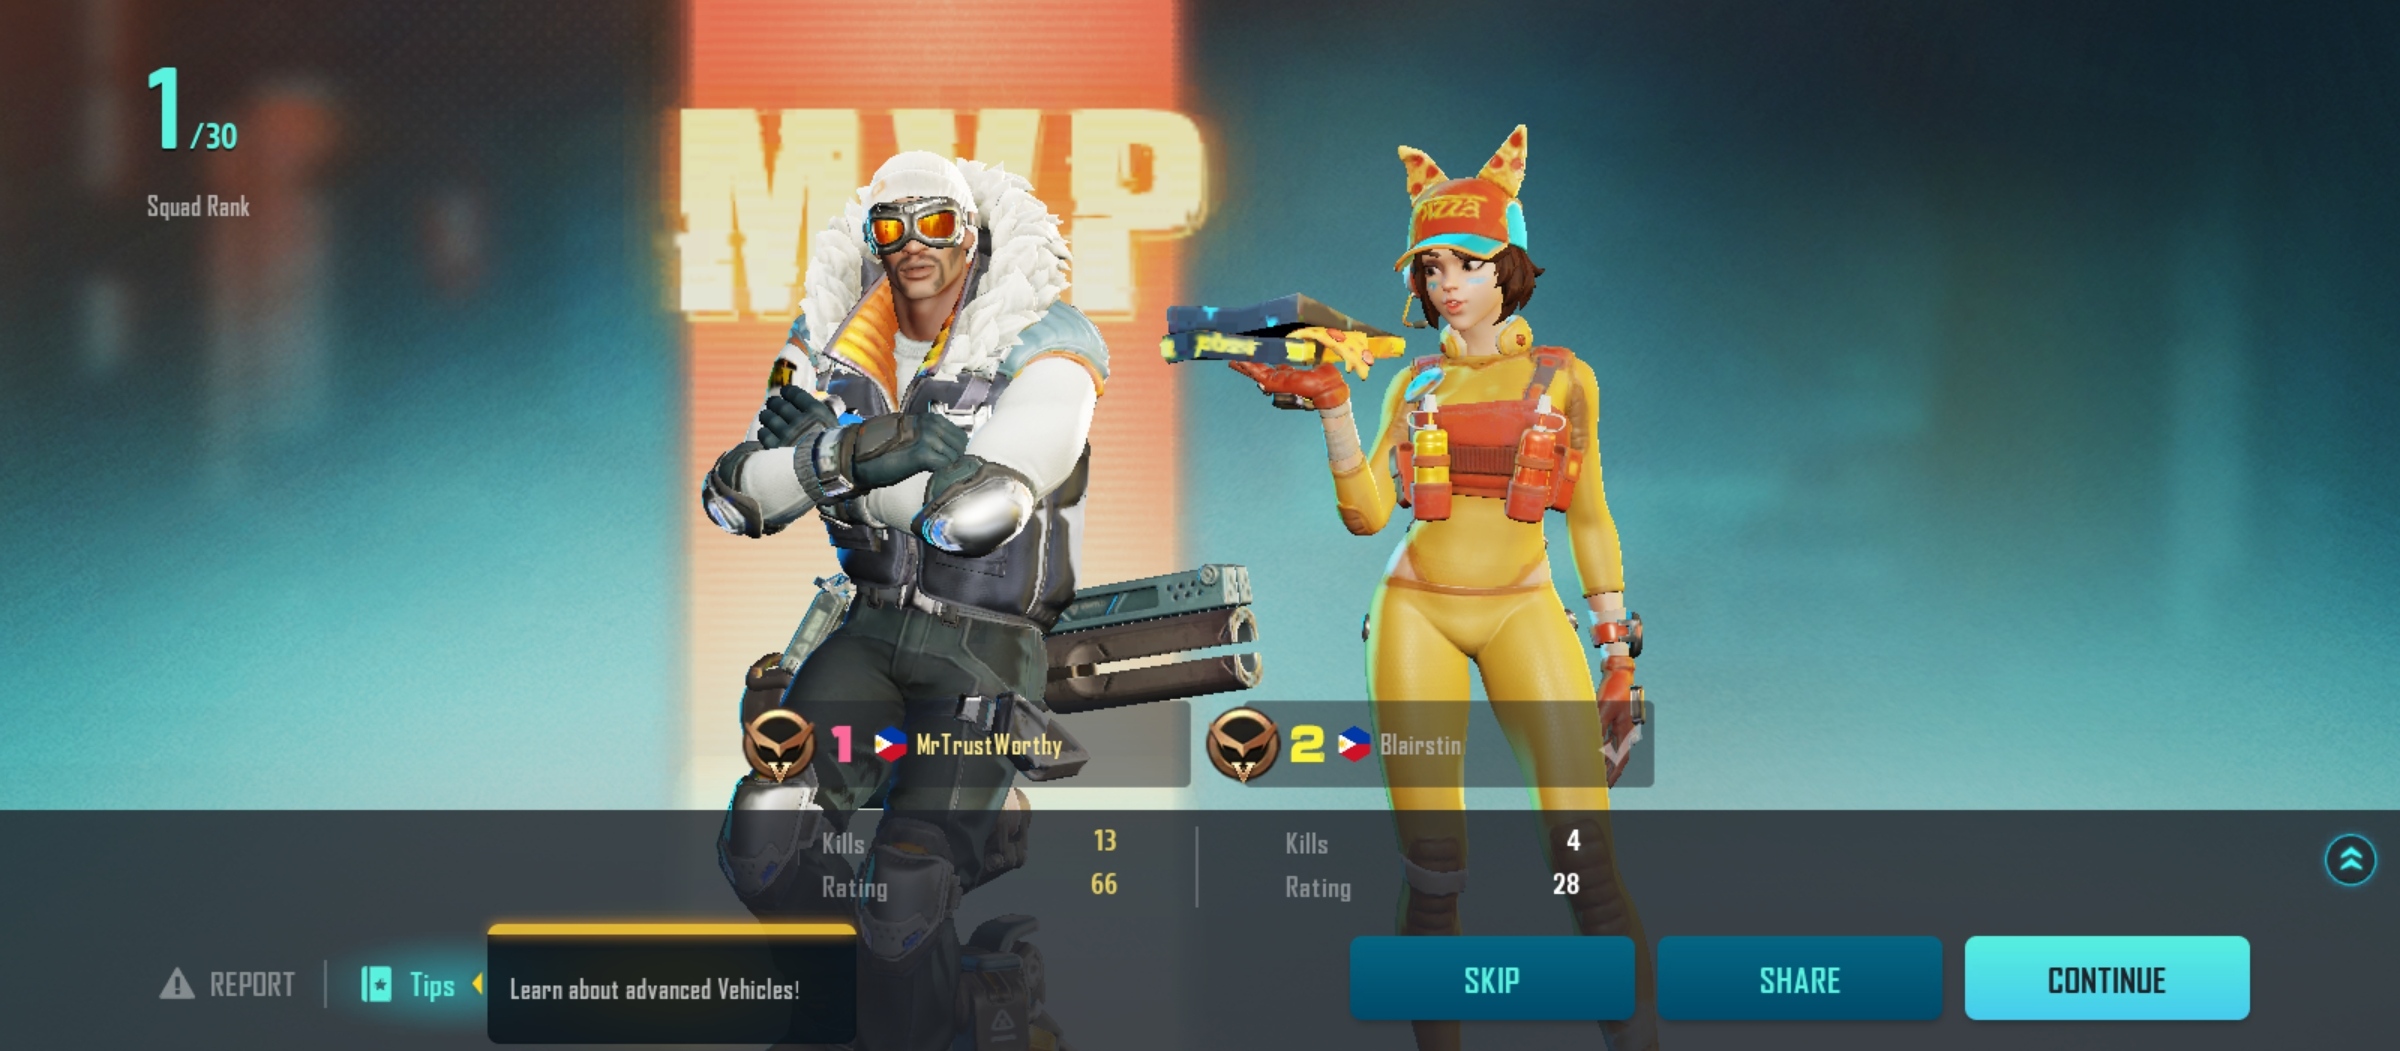 1/30
Squad Rank
MVP
PIZZA
V 1 MrTrustWorthy
V 2 Blairstin
Kills 13
Rating 66
Kills 4
Rating 28
REPORT
Tips
Learn about advanced Vehicles!
SKIP
SHARE
CONTINUE